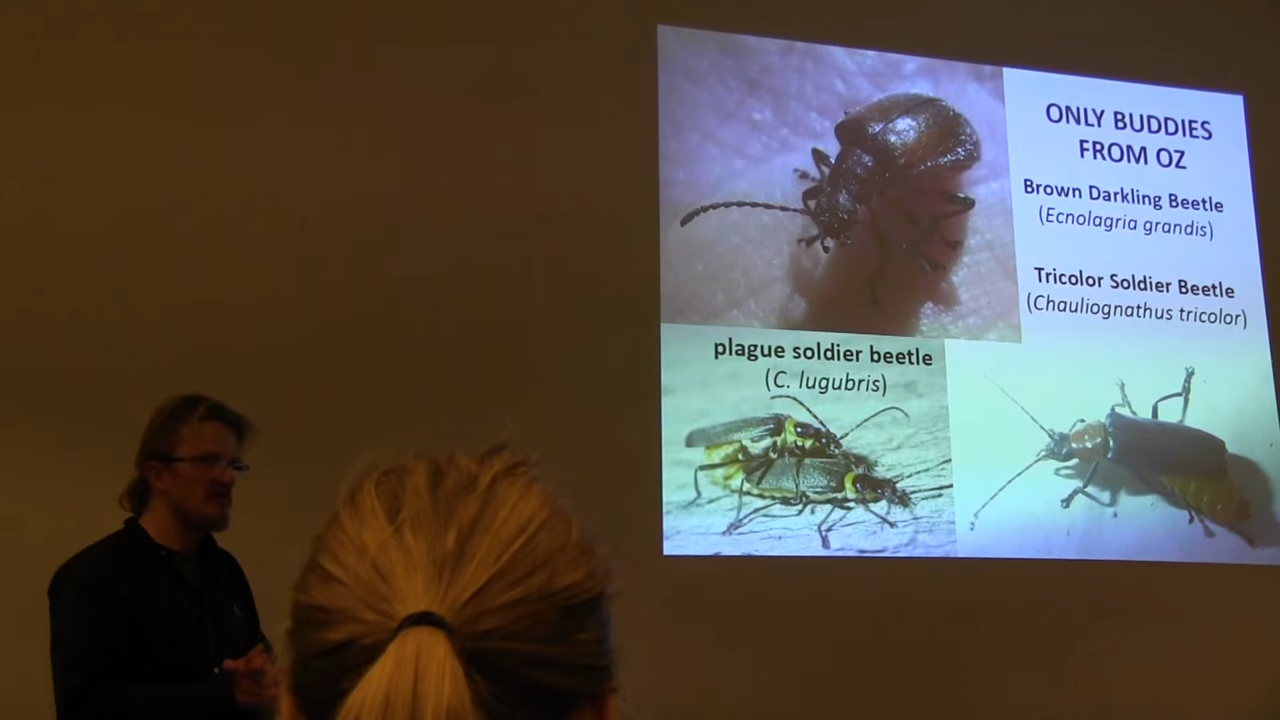 ONLY BUDDIES
FROM OZ
Brown Darkling Beetle
(Ecnolagria grandis)
Tricolor Soldier Beetle
(Chauliognathus tricolor)
plague soldier beetle
(C. lugubris)